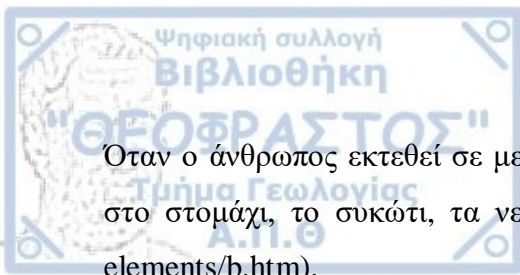 Ψηφιακή συλλογή
Βιβλιοθήκη
"ΘΕΟΦΡΑΣΤΟΣ"
Όταν ο άνθρωπος εκτεθεί σε με
Τμήμα Γεωλογίας
στο στομάχι, το συκώτι, τα νε
Α.Π.Θ
elements/b.htm).